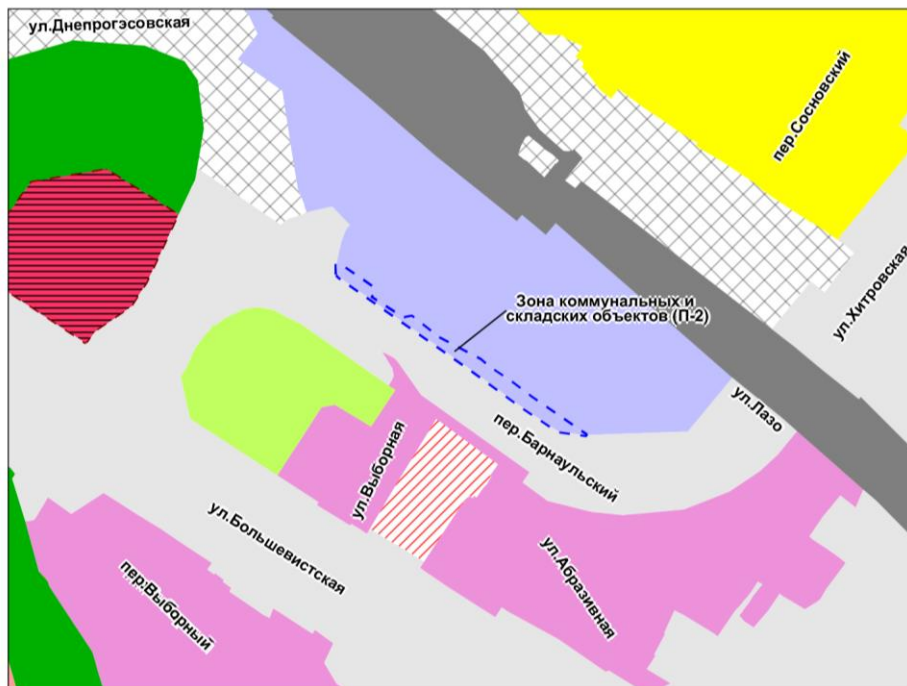 ул.Днепрогэсовская
пер.Сосновский
ул.Хитровская
Зона коммунальных и
складских объектов (П-2)
ул.Лазо
пер.Барнаульский
ул.Выборная
ул.Большевистская
ул.Абразивная
пер.Выборный